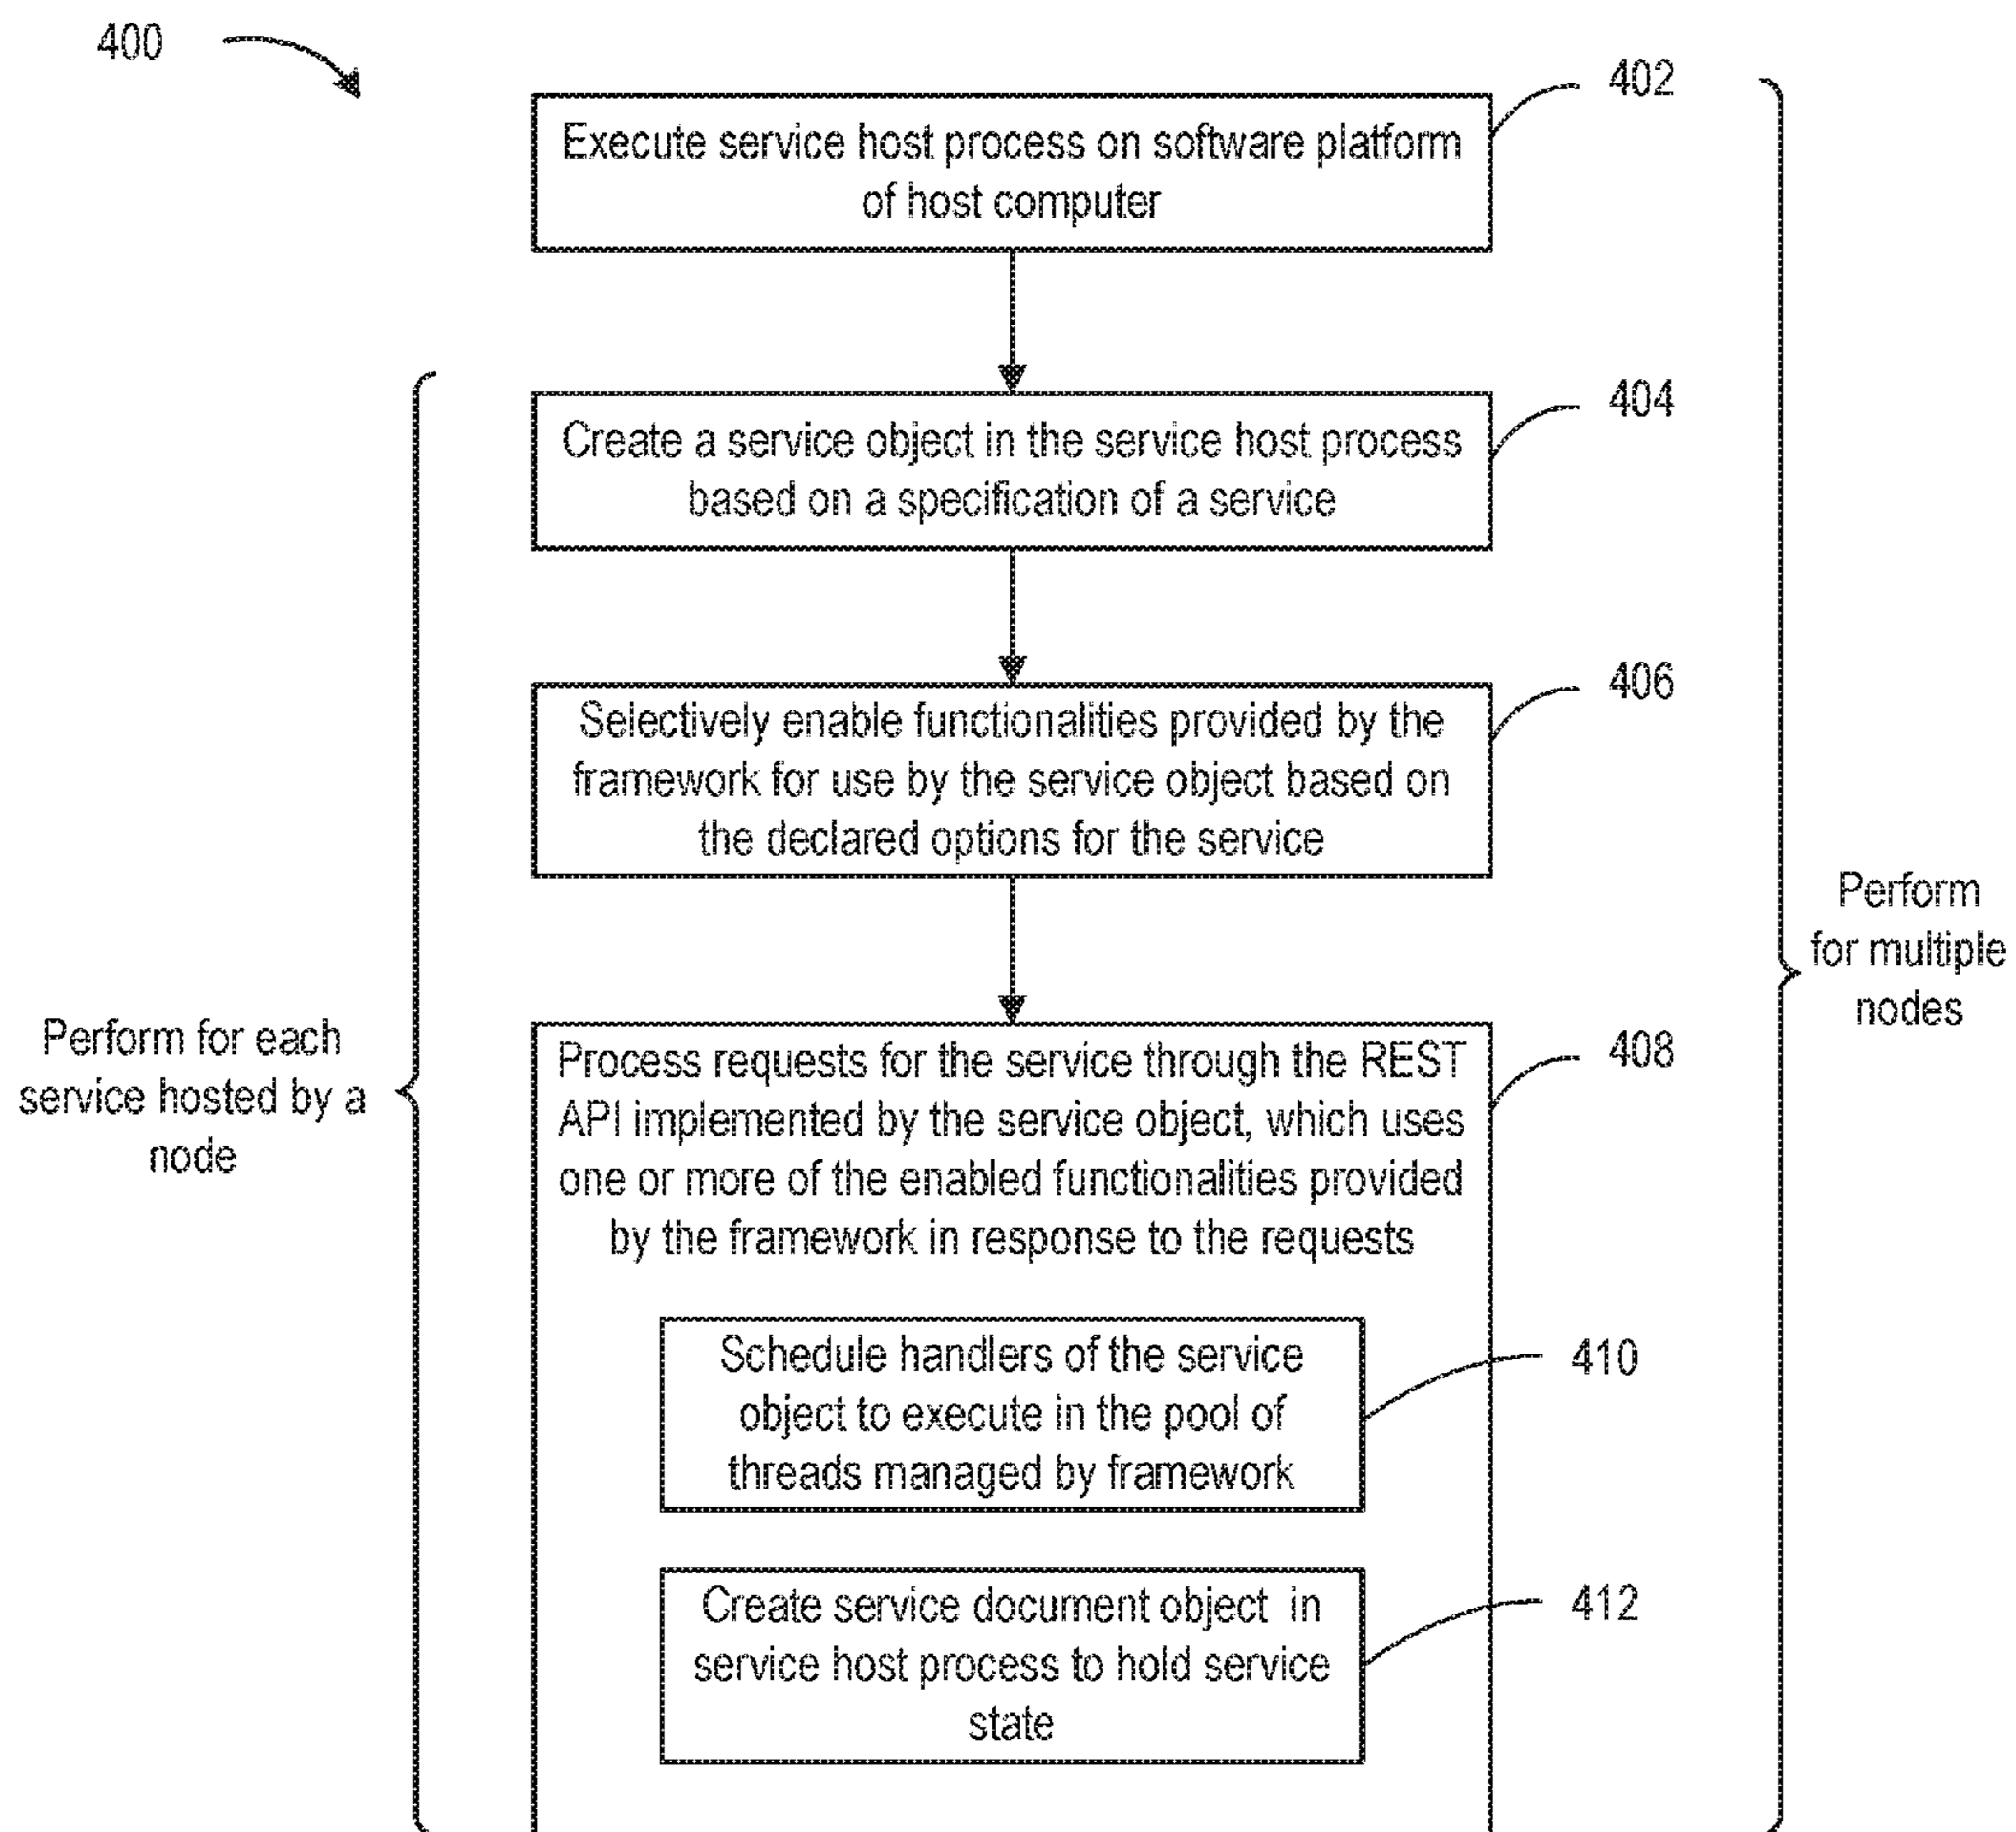 400
402
Execute service host process on software platform
of host computer
404
Create a service object in the service host process
based on a specification of a service
406
Selectively enable functionalities provided by the
framework for use by the service object based on
the declared options for the service
Perform
for multiple
nodes
Perform for each
service hosted by a
node
408
Process requests for the service through the REST
API implemented by the service object, which uses
one or more of the enabled functionalities provided
by the framework in response to the requests
410
Schedule handlers of the service
object to execute in the pool of
threads managed by framework
412
Create service document object in
service host process to hold service
state